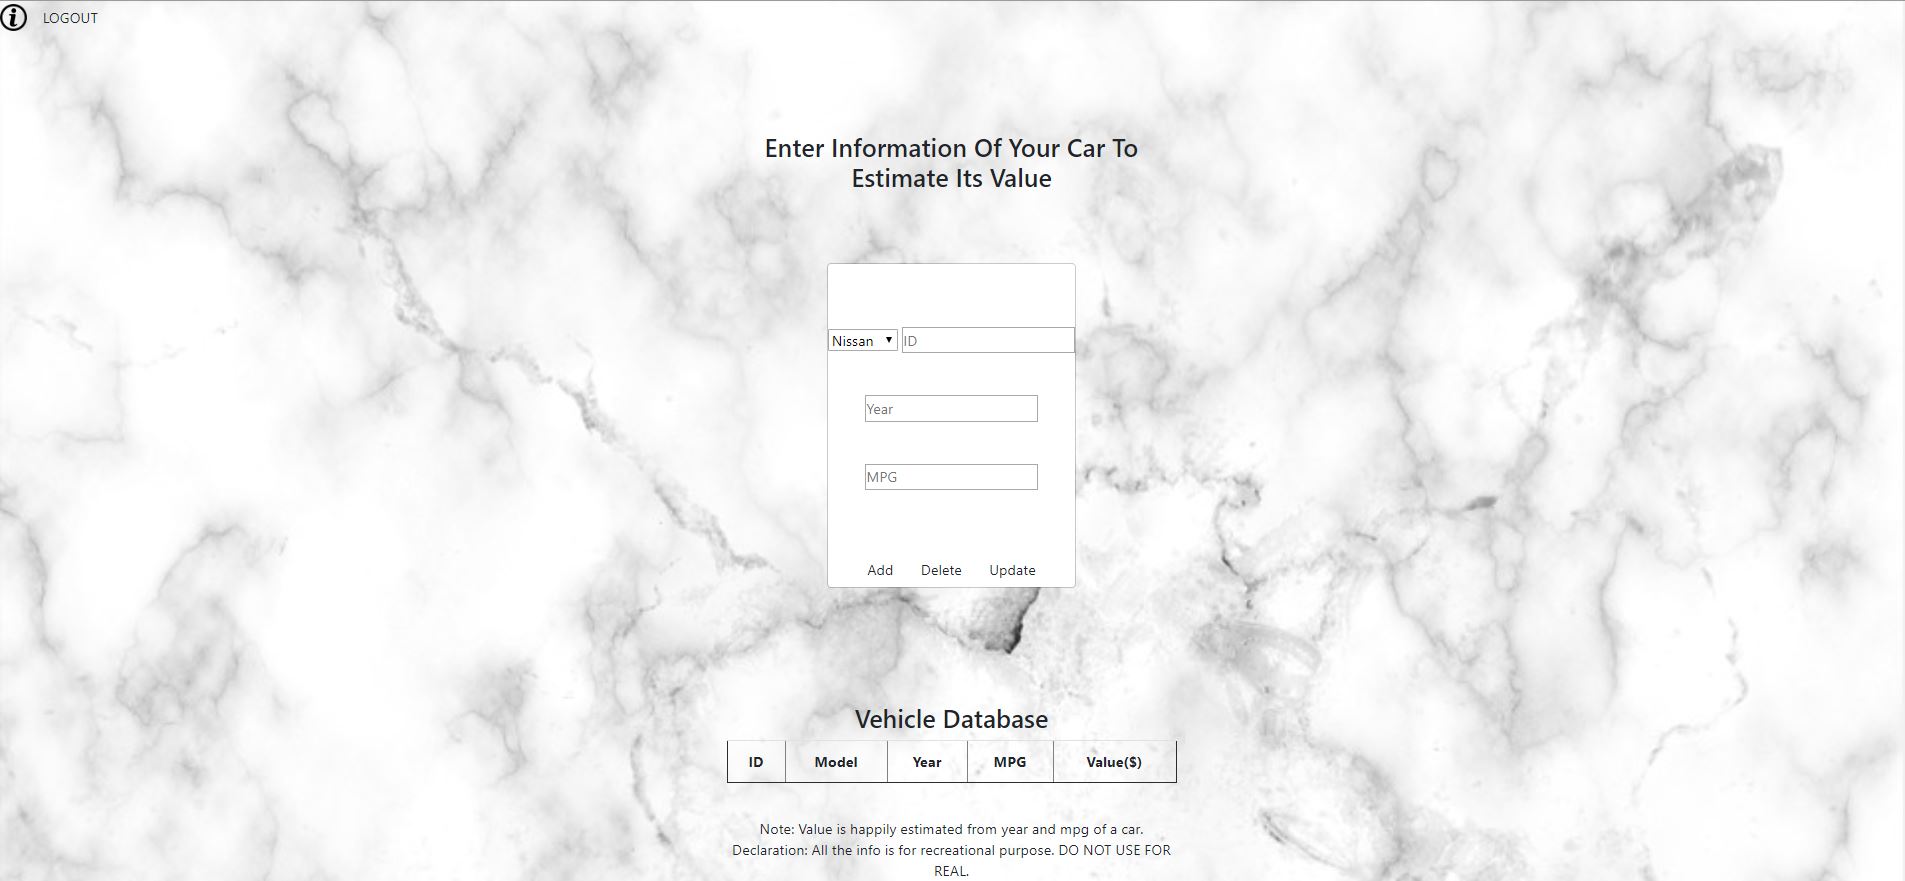 LOGOUT
Enter Information Of Your Car To
Estimate Its Value
Nissan ID
Year
MPG
Add Delete Update
Vehicle Database
ID Model Year MPG Value($)
Note: Value is happily estimated from year and mpg of a car.
Declaration: All the info is for recreational purpose. DO NOT USE FOR
REAL.